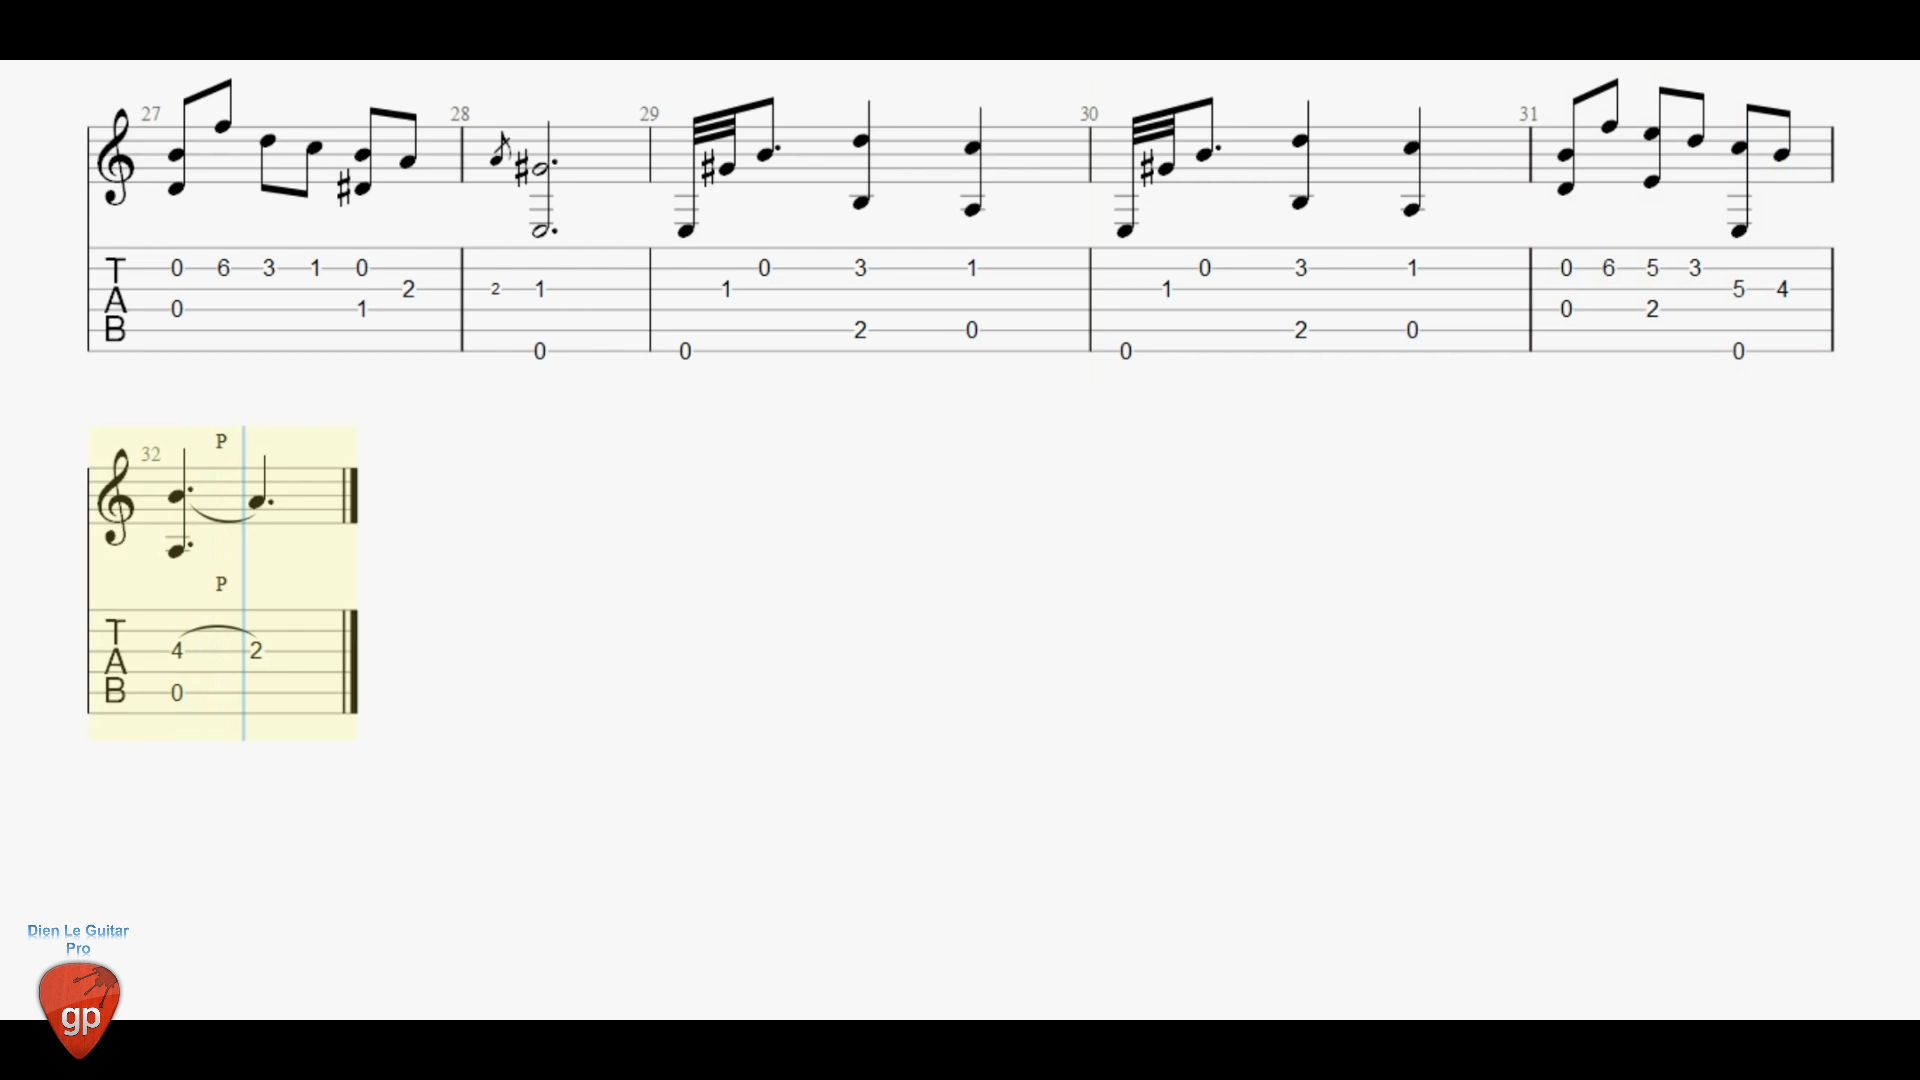 27 28 29 30 31
T 0 6 3 1 0 0 3 1 0 3 1 0 6 5 3
A 2 2 1 1 1 5 4
0 1 0 2
B 2 0 2 0
0 0 0 0
32 P
P
T
A 4 2
B 0
Dien Le Guitar
Pro
gp